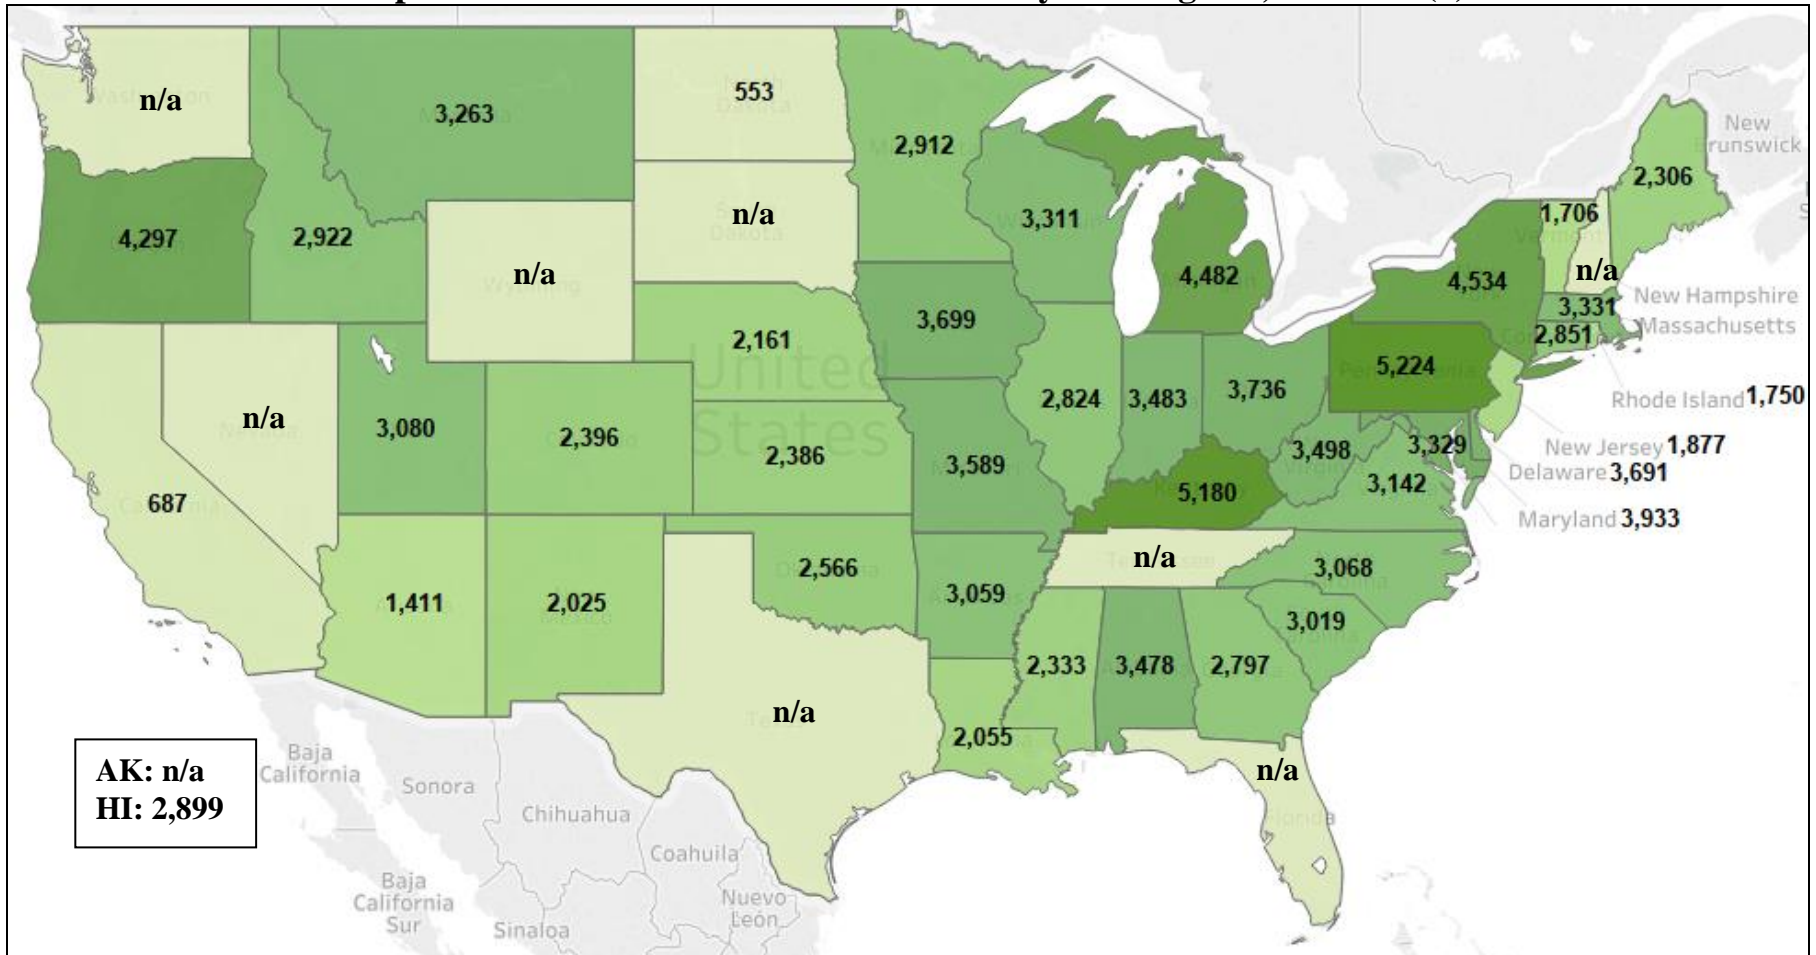 n/a
3,263
553
2,912
4,297
2,922
n/a
n/a
3,311
4,482
2,306
New
Brunswick
1,706
Vermont
n/a
4,534
3,331
2,851
New Hampshire
Massachusetts
3,699
2,161
United
States
5,224
Rhode Island 1,750
n/a
3,080
2,396
2,386
2,824
3,483
3,736
3,498
3,329
New Jersey 1,877
Delaware 3,691
687
3,589
5,180
3,142
Maryland 3,933
n/a
1,411
2,025
2,566
3,059
3,068
3,019
2,333
3,478
2,797
n/a
2,055
n/a
AK: n/a
HI: 2,899
Baja
California
Sonora
Chihuahua
Coahuila
Baja
California
Sur
Sinaloa
Nuevo
León